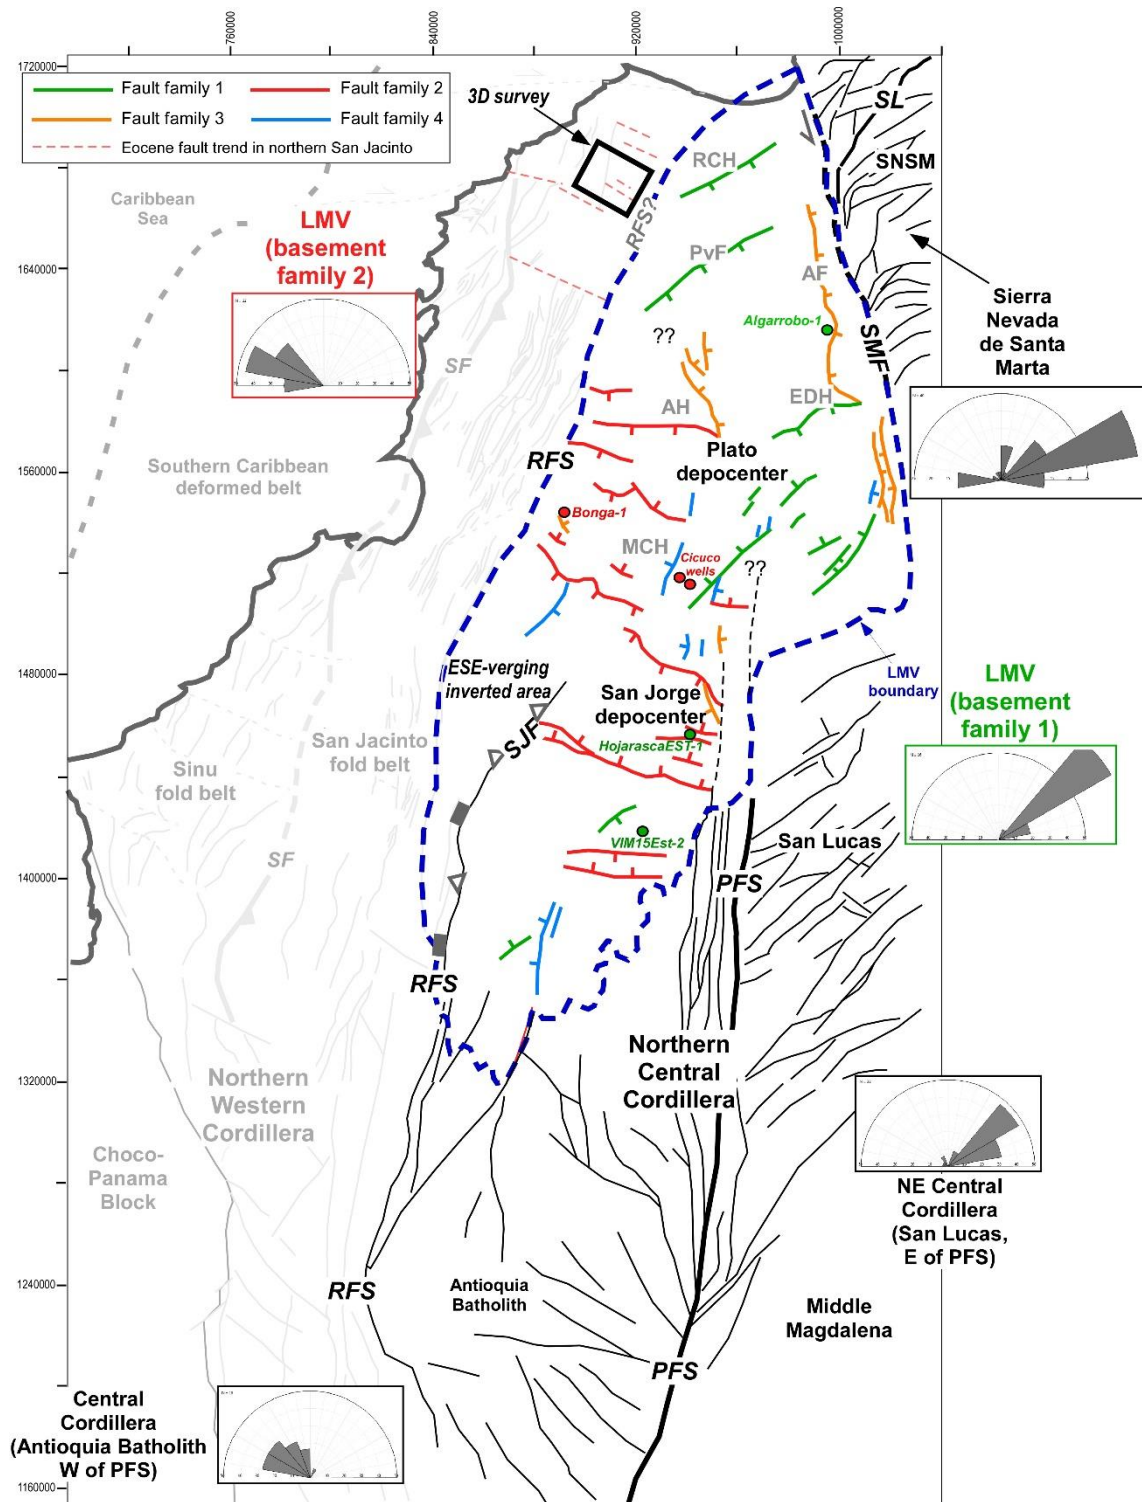 760000
840000
920000
1000000
1720000
Fault family 1
Fault family 2
Fault family 3
Fault family 4
Eocene fault trend in northern San Jacinto
3D survey
SL
SNSM
RCH
Caribbean
Sea
LMV
(basement
family 2)
RFS?
PvF
AF
1640000
Algarrobo-1
SMF
Sierra
Nevada
de Santa
Marta
??
SF
EDH
AH
Plato
depocenter
RFS
Southern Caribbean
deformed belt
1560000
Bonga-1
MCH
Cicuco
wells
??
ESE-verging
inverted area
1480000
San Jorge
depocenter
LMV
boundary
LMV
(basement
family 1)
SJF
San Jacinto
fold belt
HojarascaEST-1
Sinu
fold belt
VIM15Est-2
San Lucas
SF
1400000
PFS
RFS
Northern
Central
Cordillera
1320000
Northern
Western
Cordillera
Choco-
Panama
Block
NE Central
Cordillera
(San Lucas,
E of PFS)
1240000
RFS
Antioquia
Batholith
Middle
Magdalena
PFS
Central
Cordillera
(Antioquia Batholith
W of PFS)
1160000